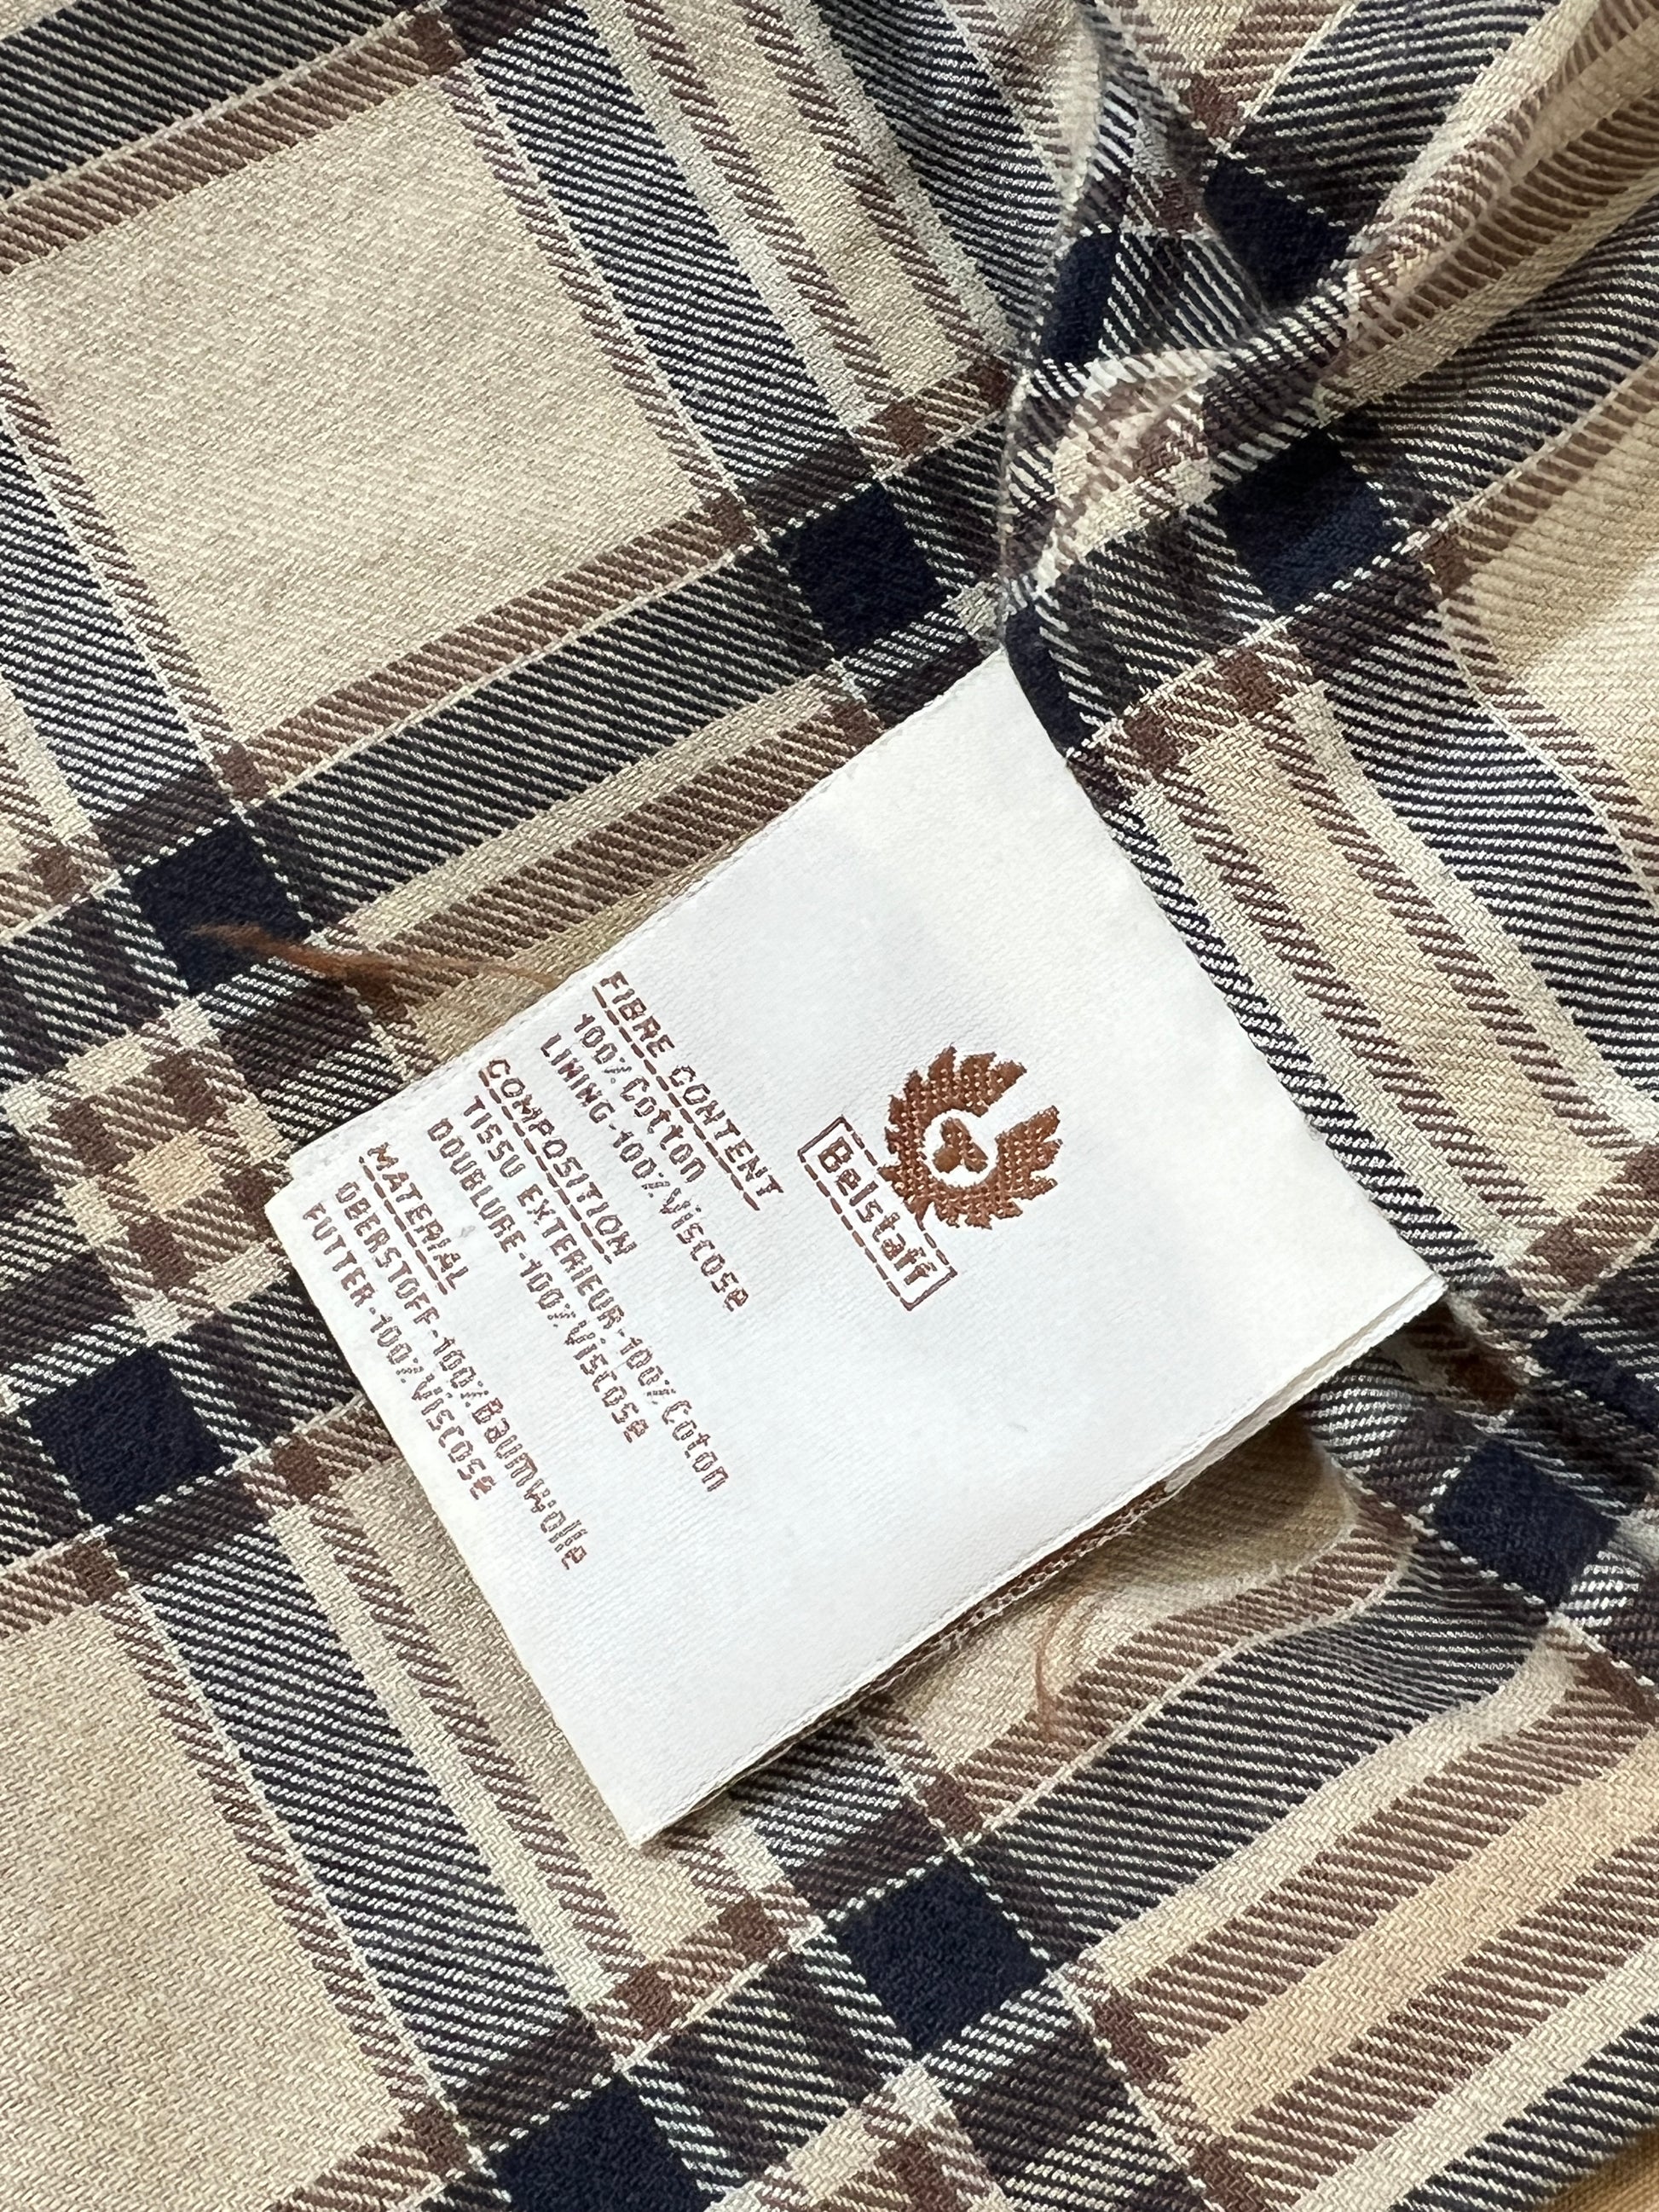 Belstaff
FIBRE CONTENT
100% Cotton
LINING-100% Viscose
COMPOSITION
TISSU EXTERIEUR-100% Coton
DOUBLURE-100% Viscose
MATERIAL
OBERSTOFF-100% Baumwolle
FUTTER-100% Viscose